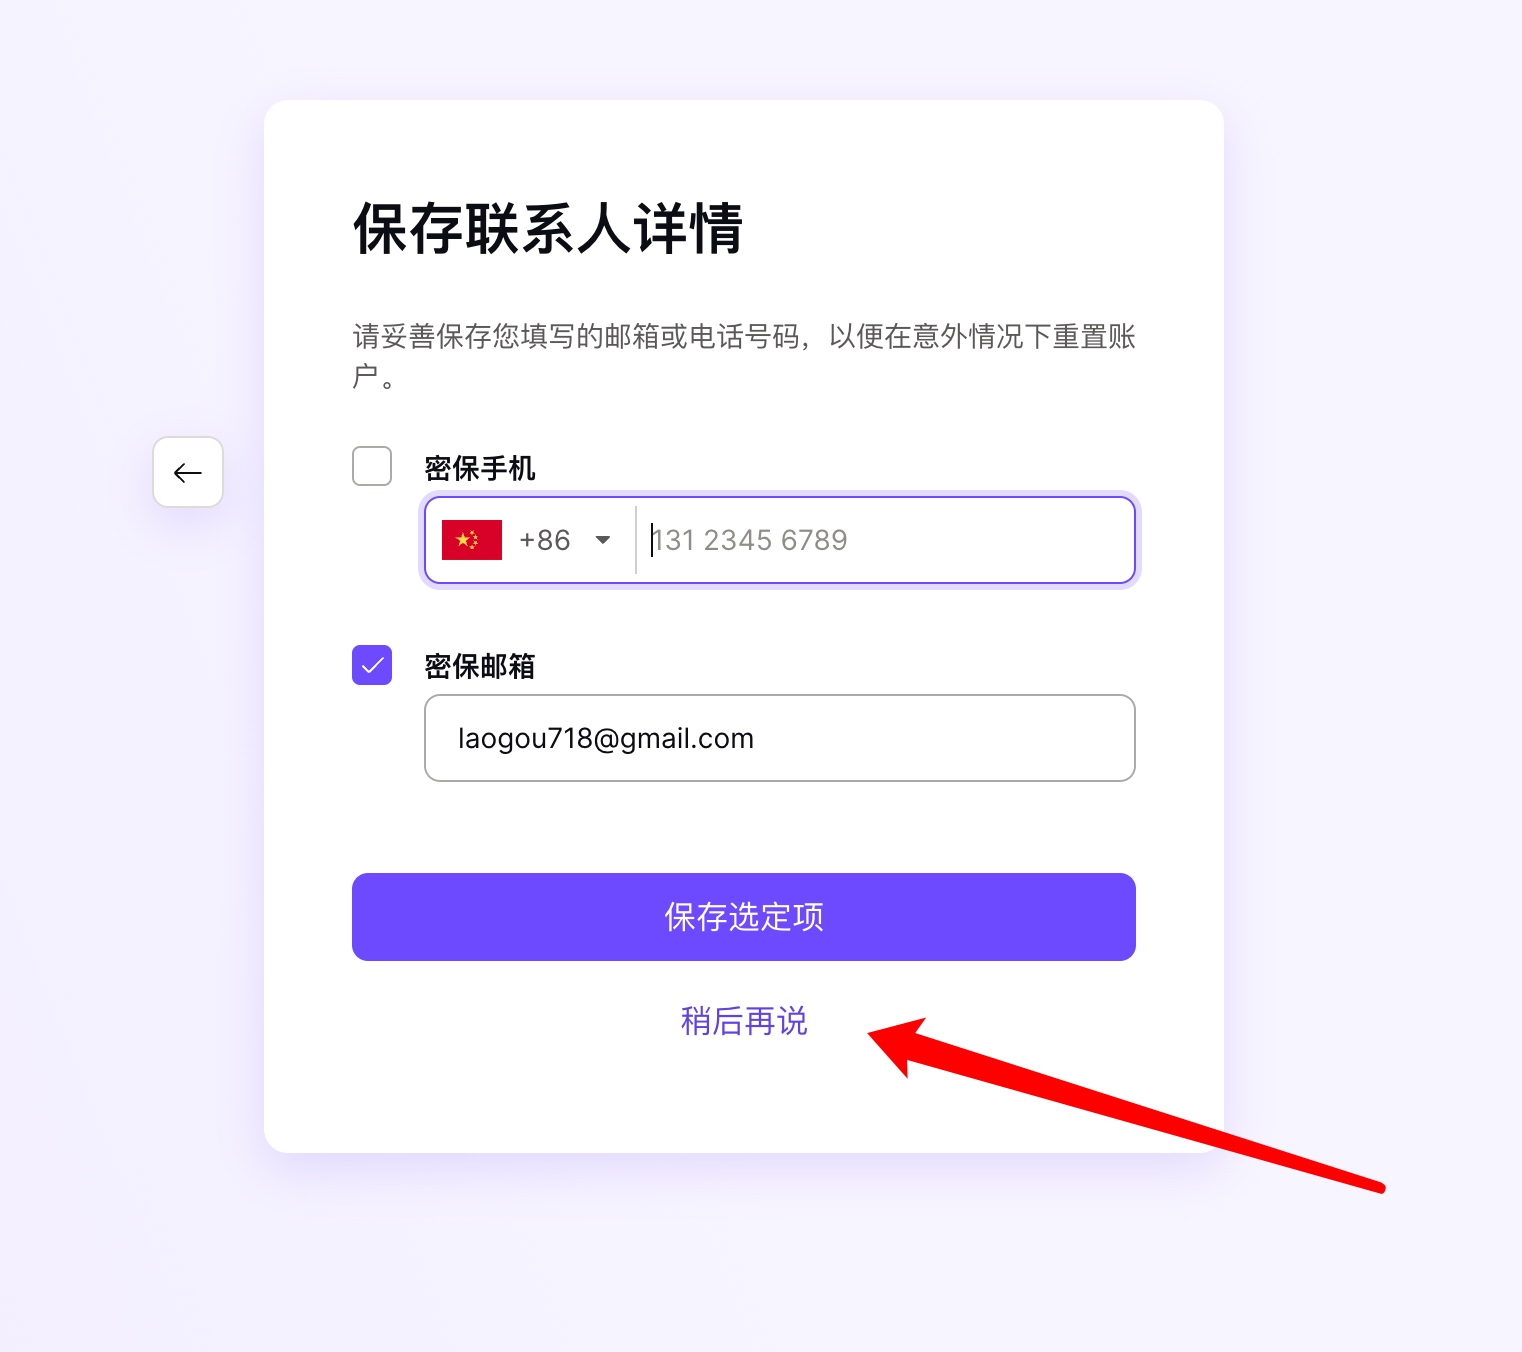 保存联系人详情
请妥善保存您填写的邮箱或电话号码，以便在意外情况下重置账
户。
密保手机
+86 131 2345 6789
密保邮箱
laogou718@gmail.com
保存选定项
稍后再说